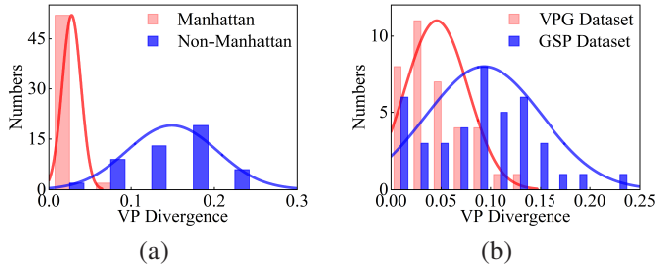 Manhattan
Non-Manhattan
Numbers
45
30
15
0
0.0 0.1 0.2 0.3
VP Divergence
(a)
VPG Dataset
GSP Dataset
Numbers
10
5
0
0.00 0.05 0.10 0.15 0.20 0.25
VP Divergence
(b)